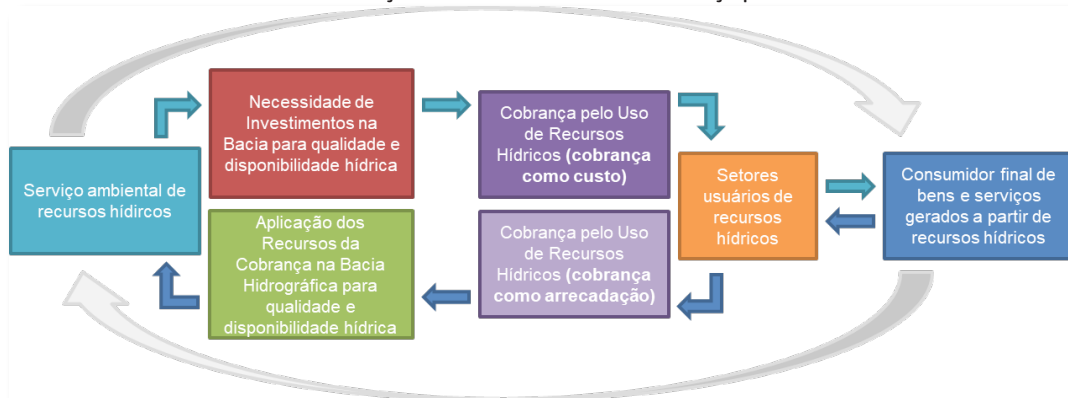 Necessidade de
Investimentos na
Bacia para qualidade e
disponibilidade hídrica
Cobrança pelo Uso
de Recursos
Hídricos (cobrança
como custo)
Serviço ambiental de
recursos hídircos
Setores
usuários de
recursos
hídricos
Consumidor final de
bens e serviços
gerados a partir de
recursos hídricos
Aplicação dos
Recursos da
Cobrança na Bacia
Hidrográfica para
qualidade e
disponibilidade hídrica
Cobrança pelo Uso
de Recursos
Hídricos (cobrança
como arrecadação)